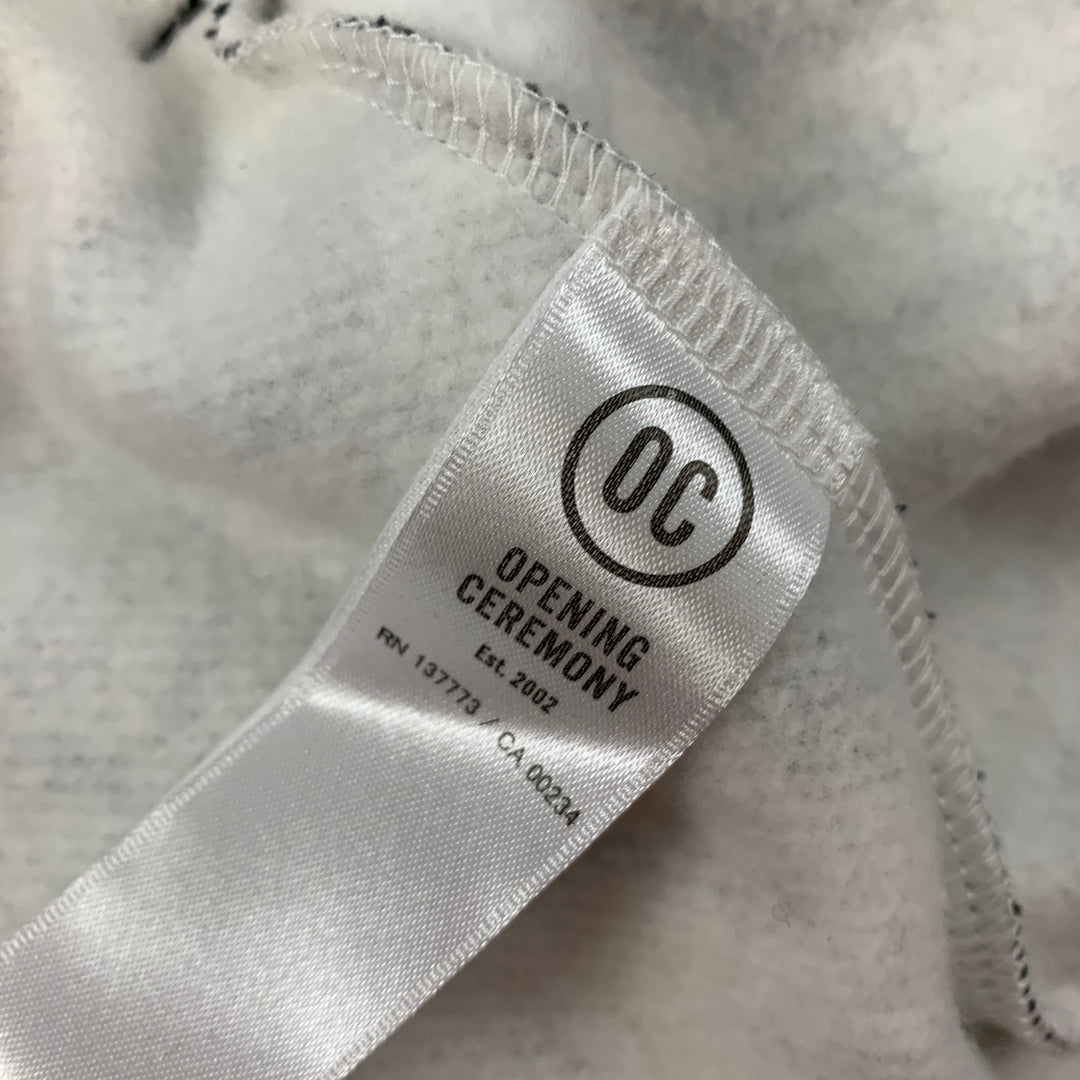 OC
OPENING
CEREMONY
Est. 2002
RN 137773 / CA 00234